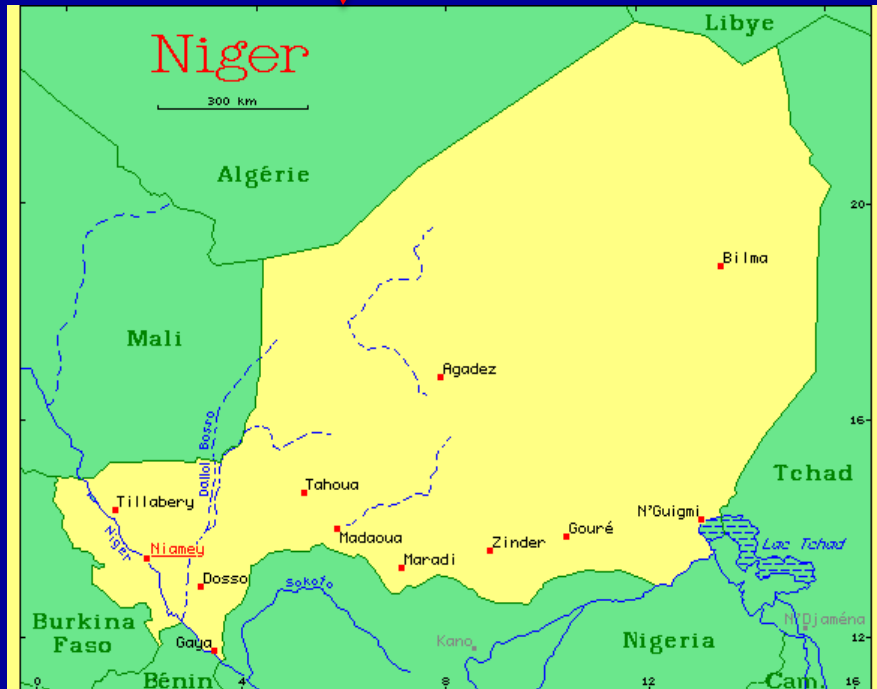 Libye
Niger
300 km
Algérie
20
Bilma
Mali
Agadez
Dallol Bosso
16
Tchad
Tahoua
Tillabery
N'Guigmi
Madaoua
Gouré
Niger
Niamey
Zinder
Lac Tchad
Maradi
Dosso
Sokoto
Burkina
Faso
N'Djaména
Gaya
Kano
Nigeria
12
Bénin
Cam.
0
4
8
12
16